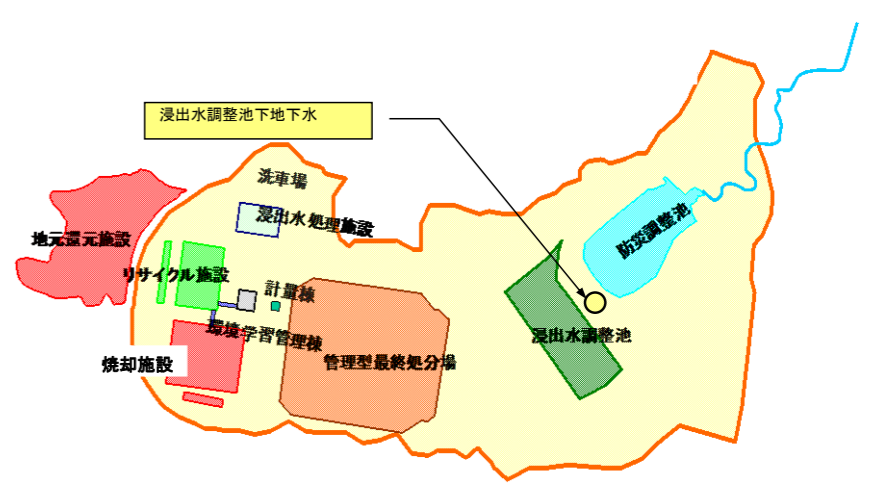 浸出水調整池下地下水
洗車場
浸出水処理施設
防災調整池
地元還元施設
リサイクル施設
計量棟
環境学習管理棟
浸出水調整池
焼却施設
管理型最終処分場